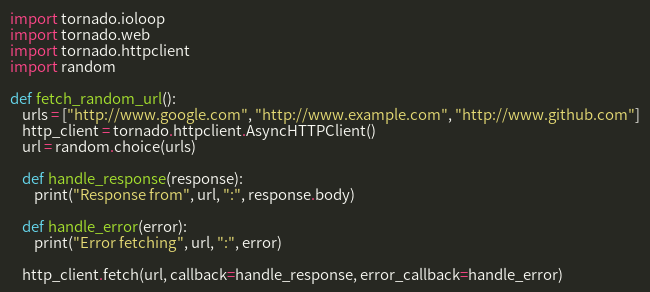 import tornado.ioloop
import tornado.web
import tornado.httpclient
import random

def fetch_random_url():
    urls = ["http://www.google.com", "http://www.example.com", "http://www.github.com"]
    http_client = tornado.httpclient.AsyncHTTPClient()
    url = random.choice(urls)

    def handle_response(response):
        print("Response from", url, ":", response.body)

    def handle_error(error):
        print("Error fetching", url, ":", error)

    http_client.fetch(url, callback=handle_response, error_callback=handle_error)